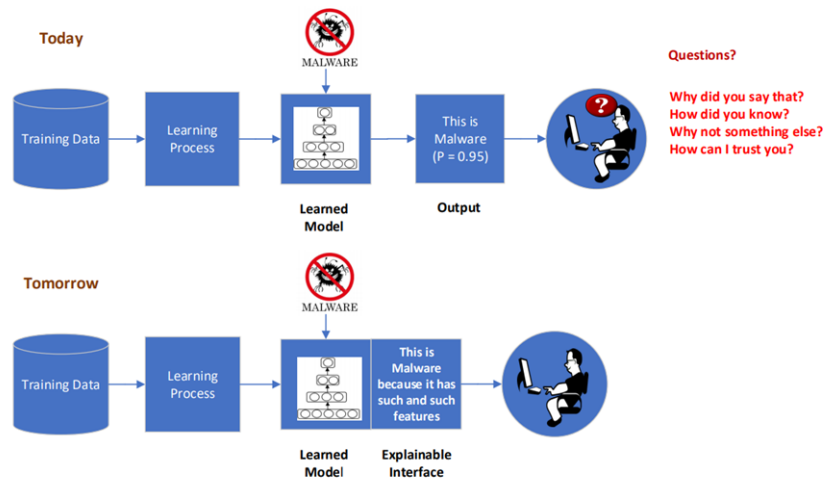 Today
MALWARE
Questions?
Training Data
Learning
Process
This is
Malware
(P = 0.95)
?
Why did you say that?
How did you know?
Why not something else?
How can I trust you?
Learned
Model
Output
Tomorrow
MALWARE
Training Data
Learning
Process
This is
Malware
because it has
such and such
features
Learned
Model
Explainable
Interface